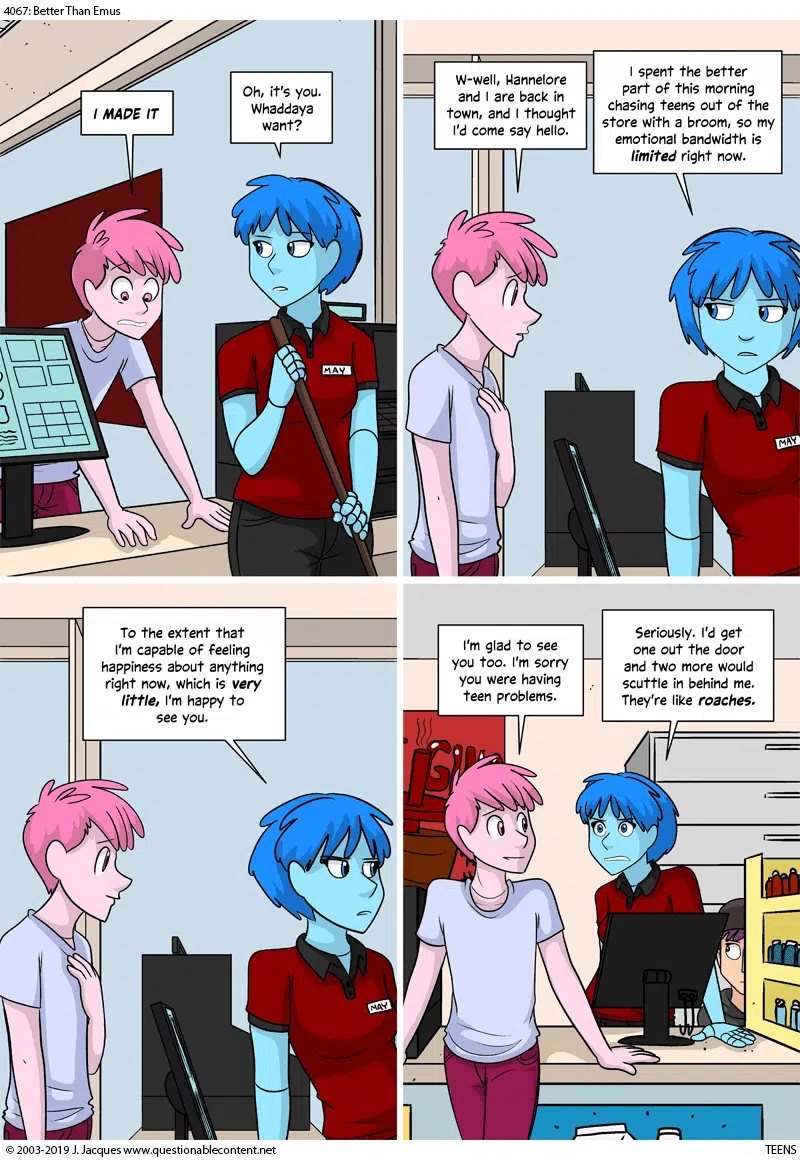 4067: Better Than Emus
I MADE IT
Oh, it's you.
Whaddaya
want?
MAY
W-well, Hannelore
and I are back in
town, and I thought
I'd come say hello.
I spent the better
part of this morning
chasing teens out of the
store with a broom, so my
emotional bandwidth is
limited right now.
MAY
To the extent that
I'm capable of feeling
happiness about anything
right now, which is very
little, I'm happy to
see you.
MAY
I'm glad to see
you too. I'm sorry
you were having
teen problems.
Seriously. I'd get
one out the door
and two more would
scuttle in behind me.
They're like roaches.
© 2003-2019 J. Jacques www.questionablecontent.net
TEENS